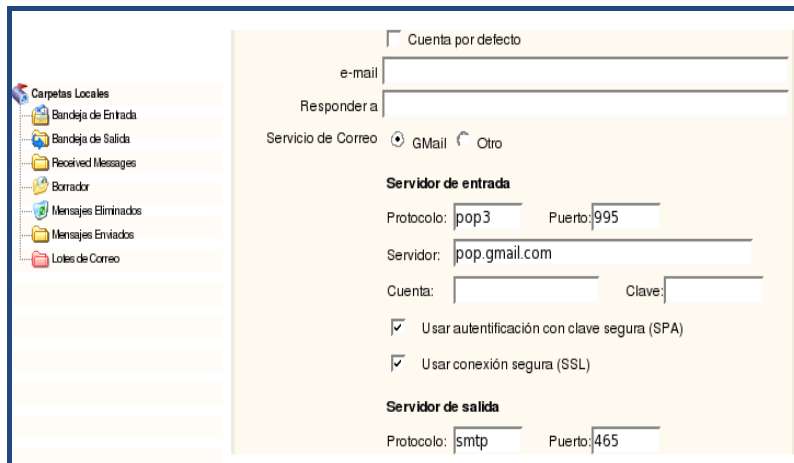 Carpetas Locales
Bandeja de Entrada
Bandeja de Salida
Received Messages
Borrador
Mensajes Eliminados
Mensajes Enviados
Lotes de Correo
Cuenta por defecto
e-mail
Responder a
Servicio de Correo GMail Otro
Servidor de entrada
Protocolo: pop3 Puerto: 995
Servidor: pop.gmail.com
Cuenta: Clave:
Usar autentificación con clave segura (SPA)
Usar conexión segura (SSL)
Servidor de salida
Protocolo: smtp Puerto: 465